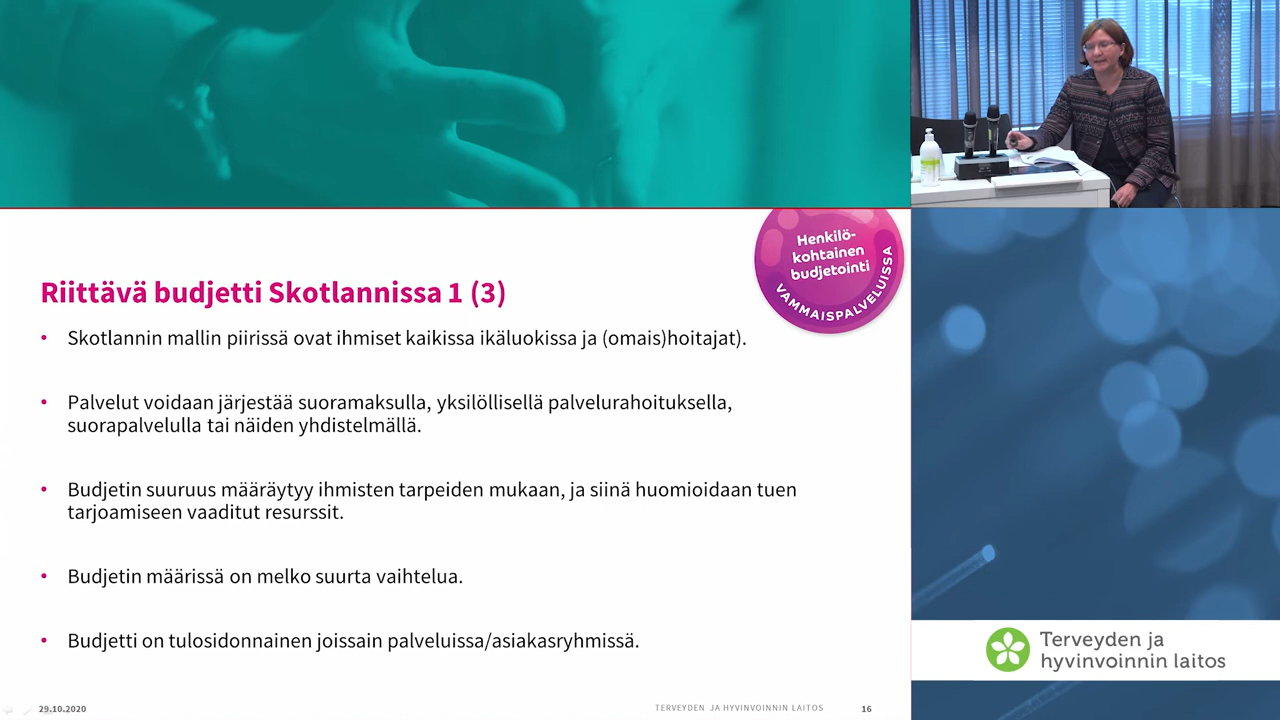 Henkilö-
kohtainen
budjetointi
VAMMAISPALVELUISSA
Riittävä budjetti Skotlannissa 1 (3)
• Skotlannin mallin piirissä ovat ihmiset kaikissa ikäluokissa ja (omais)hoitajat).
• Palvelut voidaan järjestää suoramaksulla, yksilöllisellä palvelurahoituksella,
suorapalvelulla tai näiden yhdistelmällä.
• Budjetin suuruus määräytyy ihmisten tarpeiden mukaan, ja siinä huomioidaan tuen
tarjoamiseen vaaditut resurssit.
• Budjetin määrissä on melko suurta vaihtelua.
• Budjetti on tulosidonnainen joissain palveluissa/asiakasryhmissä.
29.10.2020
TERVEYDEN JA HYVINVOINNIN LAITOS
16
Terveyden ja
hyvinvoinnin laitos